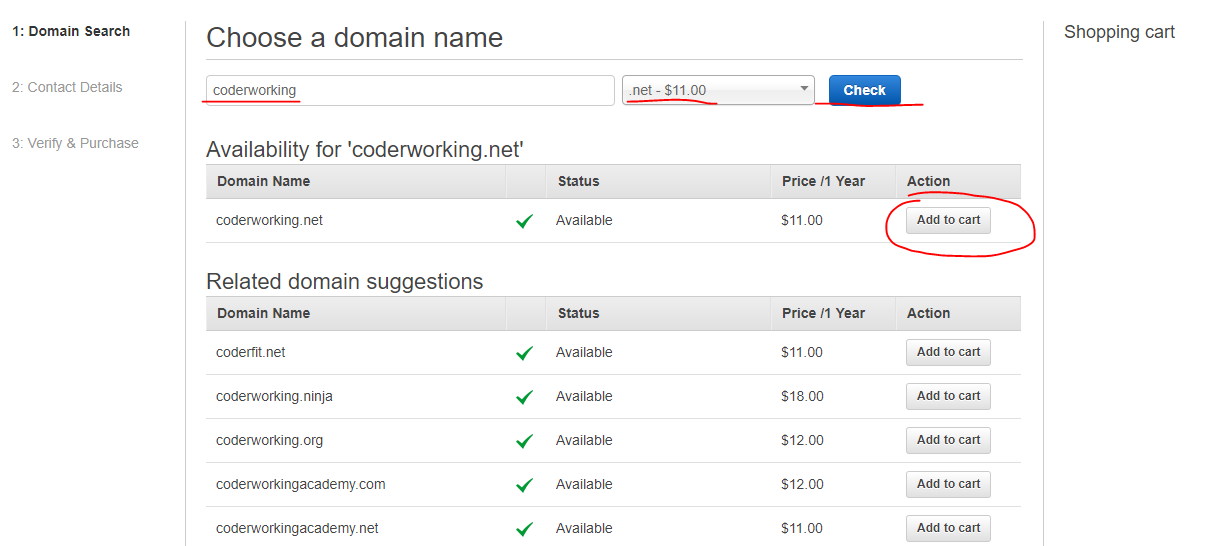 1: Domain Search
2: Contact Details
3: Verify & Purchase
Choose a domain name
coderworking .net - $11.00 Check
Availability for 'coderworking.net'
Domain Name Status Price /1 Year Action
coderworking.net Available $11.00 Add to cart
Related domain suggestions
Domain Name Status Price /1 Year Action
coderfit.net Available $11.00 Add to cart
coderworking.ninja Available $18.00 Add to cart
coderworking.org Available $12.00 Add to cart
coderworkingacademy.com Available $12.00 Add to cart
coderworkingacademy.net Available $11.00 Add to cart
Shopping cart